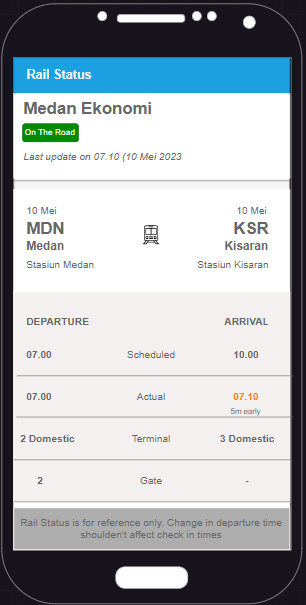 Rail Status
Medan Ekonomi
On The Road
Last update on 07.10 (10 Mei 2023
10 Mei 10 Mei
MDN KSR
Medan Kisaran
Stasiun Medan Stasiun Kisaran
DEPARTURE ARRIVAL
07.00 Scheduled 10.00
07.00 Actual 07.10
5m early
2 Domestic Terminal 3 Domestic
2 Gate -
Rail Status is for reference only. Change in departure time
shoulden't affect check in times